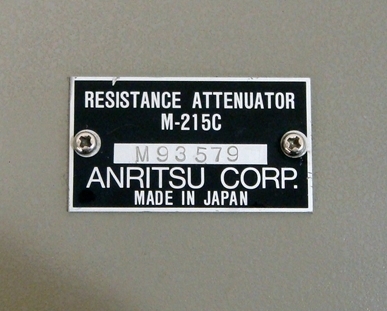 RESISTANCE ATTENUATOR
M-215C
M93579
ANRITSU CORP.
MADE IN JAPAN